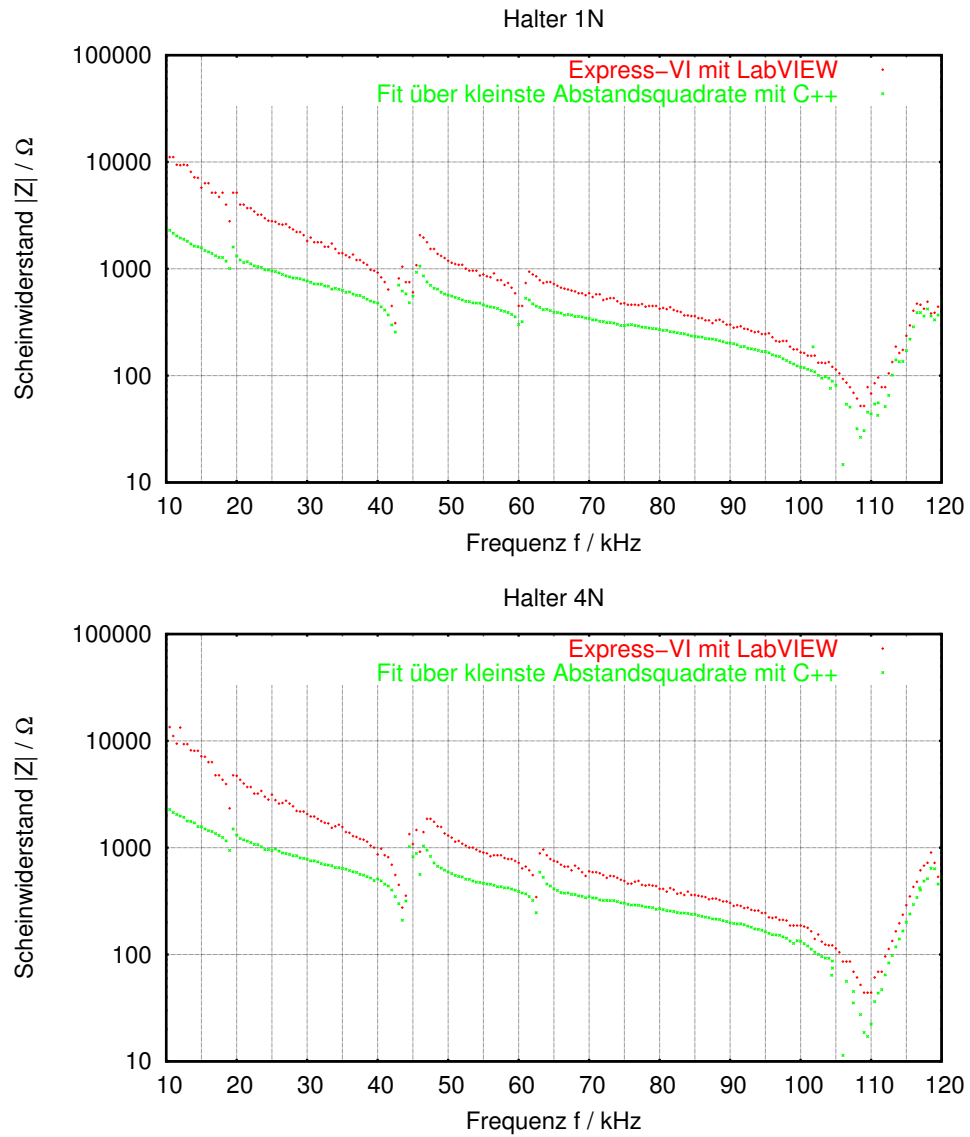 Halter 1N
Scheinwiderstand |Z| / Ω
100000
10000
1000
100
10
Express−VI mit LabVIEW
Fit über kleinste Abstandsquadrate mit C++
10 20 30 40 50 60 70 80 90 100 110 120
Frequenz f / kHz
Halter 4N
Scheinwiderstand |Z| / Ω
100000
10000
1000
100
10
Express−VI mit LabVIEW
Fit über kleinste Abstandsquadrate mit C++
10 20 30 40 50 60 70 80 90 100 110 120
Frequenz f / kHz